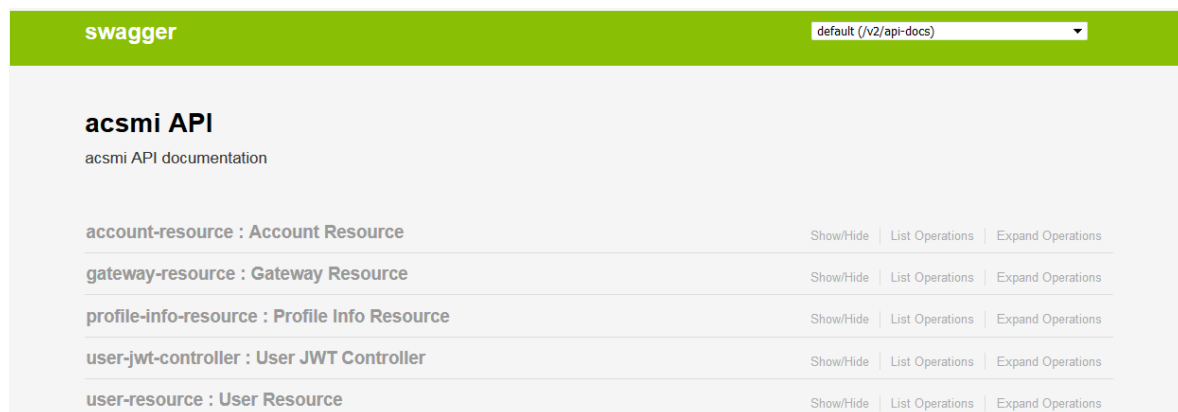 swagger default (/v2/api-docs)
acsmi API
acsmi API documentation
account-resource : Account Resource Show/Hide List Operations Expand Operations
gateway-resource : Gateway Resource Show/Hide List Operations Expand Operations
profile-info-resource : Profile Info Resource Show/Hide List Operations Expand Operations
user-jwt-controller : User JWT Controller Show/Hide List Operations Expand Operations
user-resource : User Resource Show/Hide List Operations Expand Operations